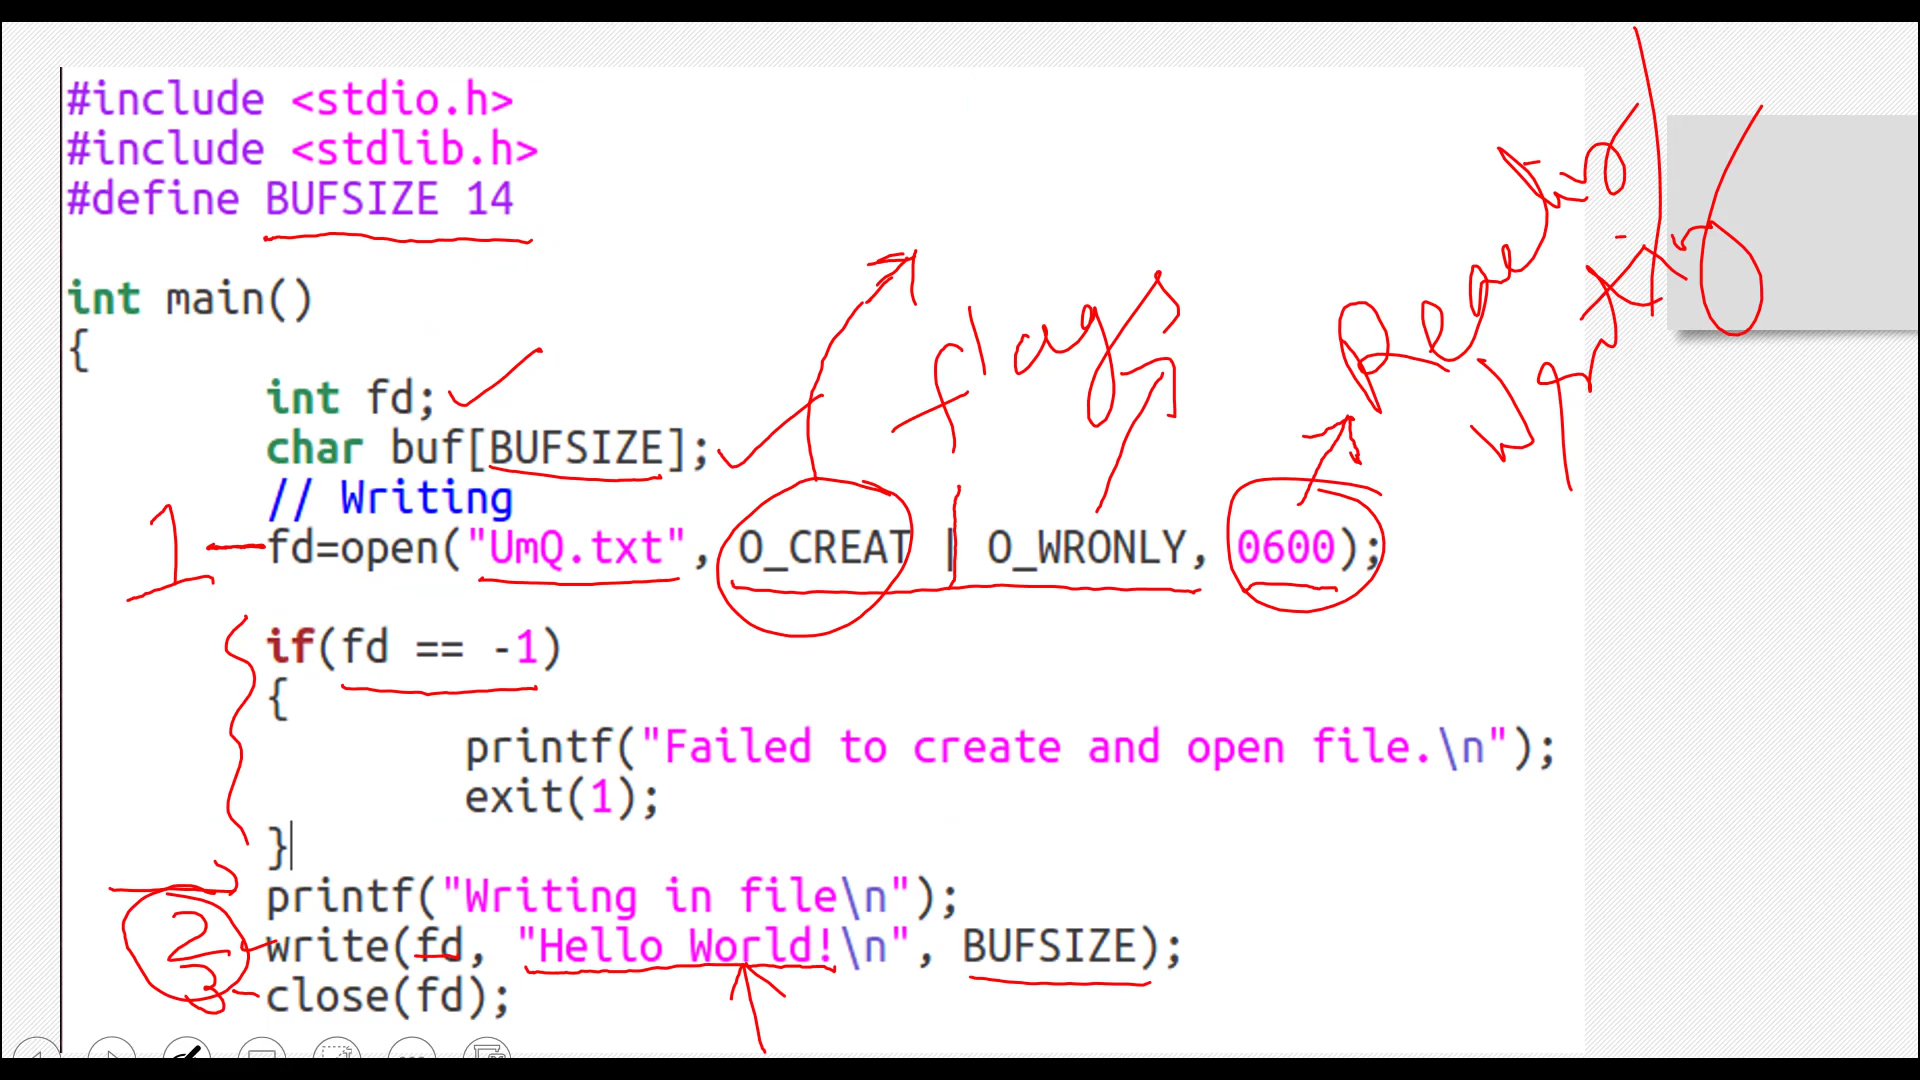 #include <stdio.h>
#include <stdlib.h>
#define BUFSIZE 14
int main()
{
int fd;
char buf[BUFSIZE];
// Writing
fd=open("UmQ.txt", O_CREAT | O_WRONLY, 0600);
if(fd == -1)
{
printf("Failed to create and open file.\n");
exit(1);
}
printf("Writing in file\n");
write(fd, "Hello World!\n", BUFSIZE);
close(fd);
flags
Reading
Writing
1
2
3